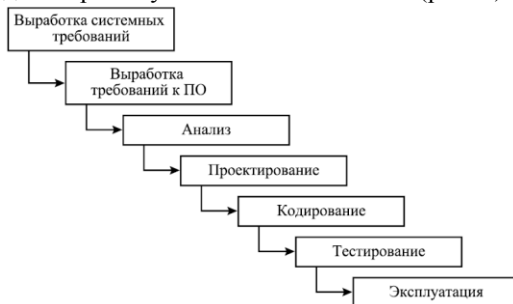 Выработка системных
требований
Выработка
требований к ПО
Анализ
Проектирование
Кодирование
Тестирование
Эксплуатация